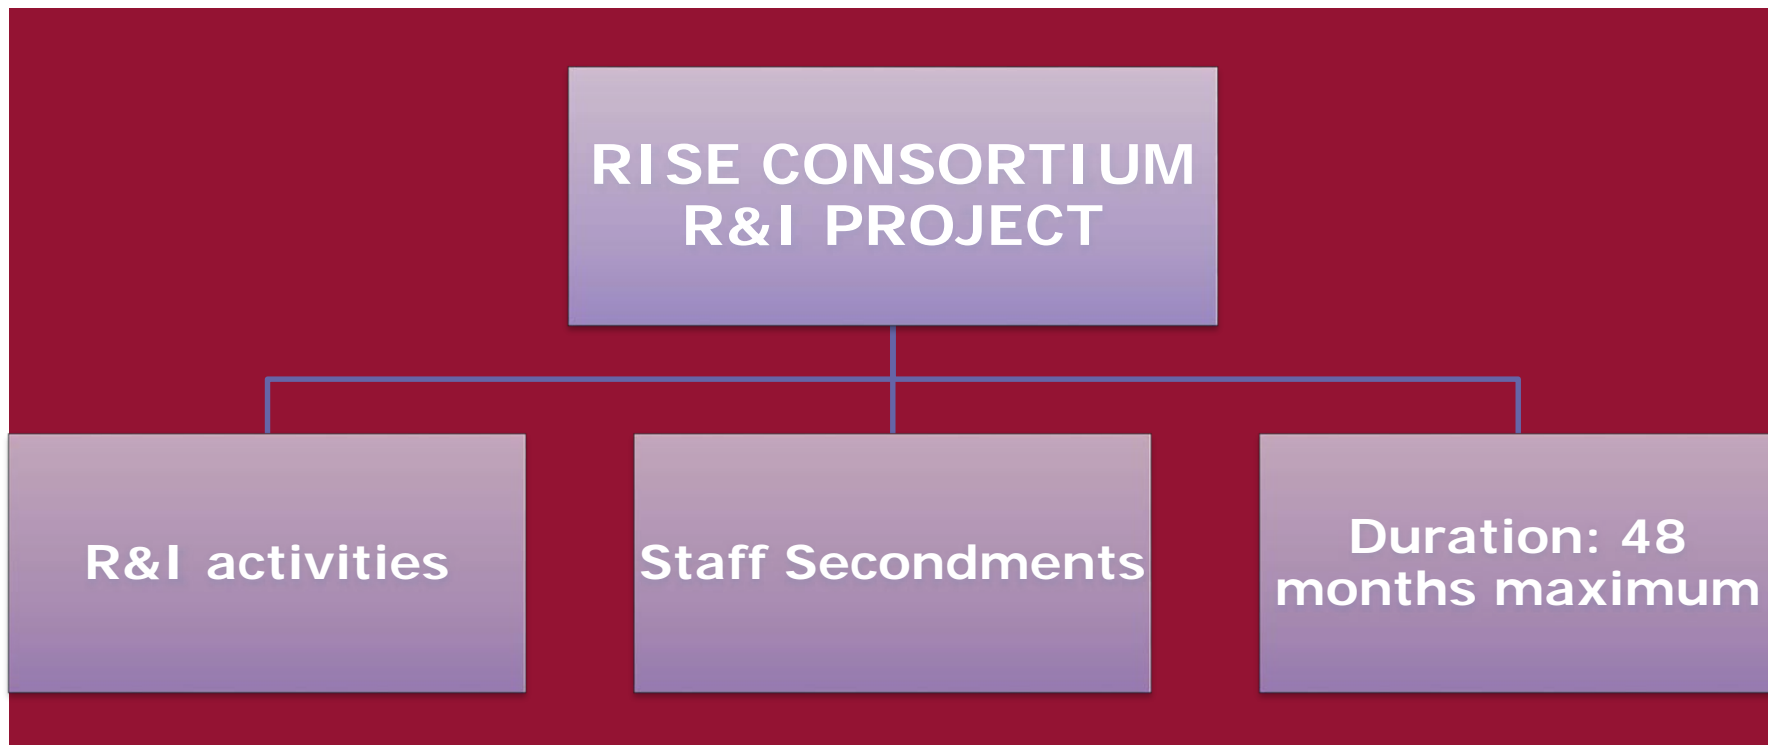 RISE CONSORTIUM
R&I PROJECT
R&I activities
Staff Secondments
Duration: 48
months maximum